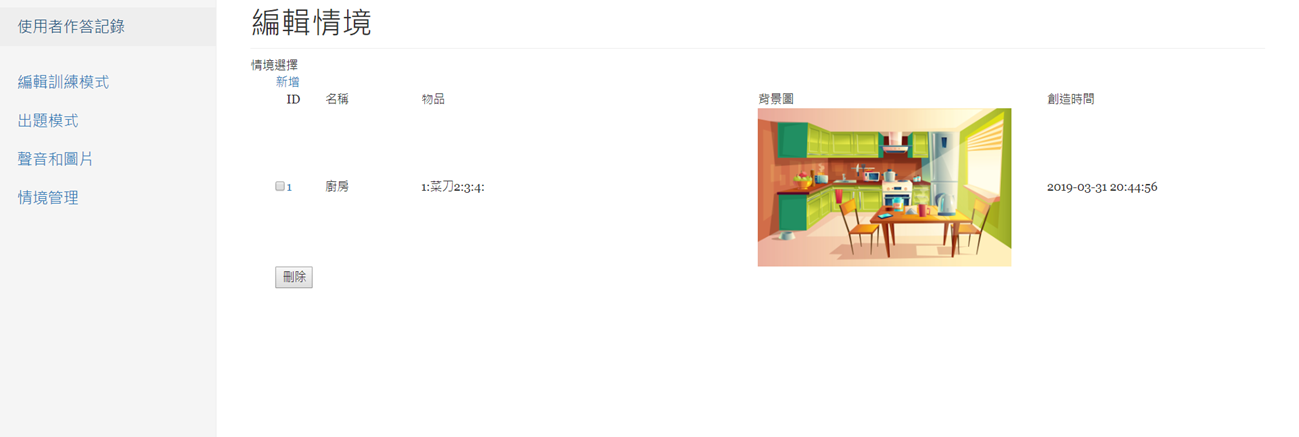 使用者作答記錄
編輯訓練模式
出題模式
聲音和圖片
情境管理
編輯情境
情境選擇
新增
ID 名稱 物品 背景圖 創造時間
1 廚房 1:菜刀2:3:4: 2019-03-31 20:44:56
刪除